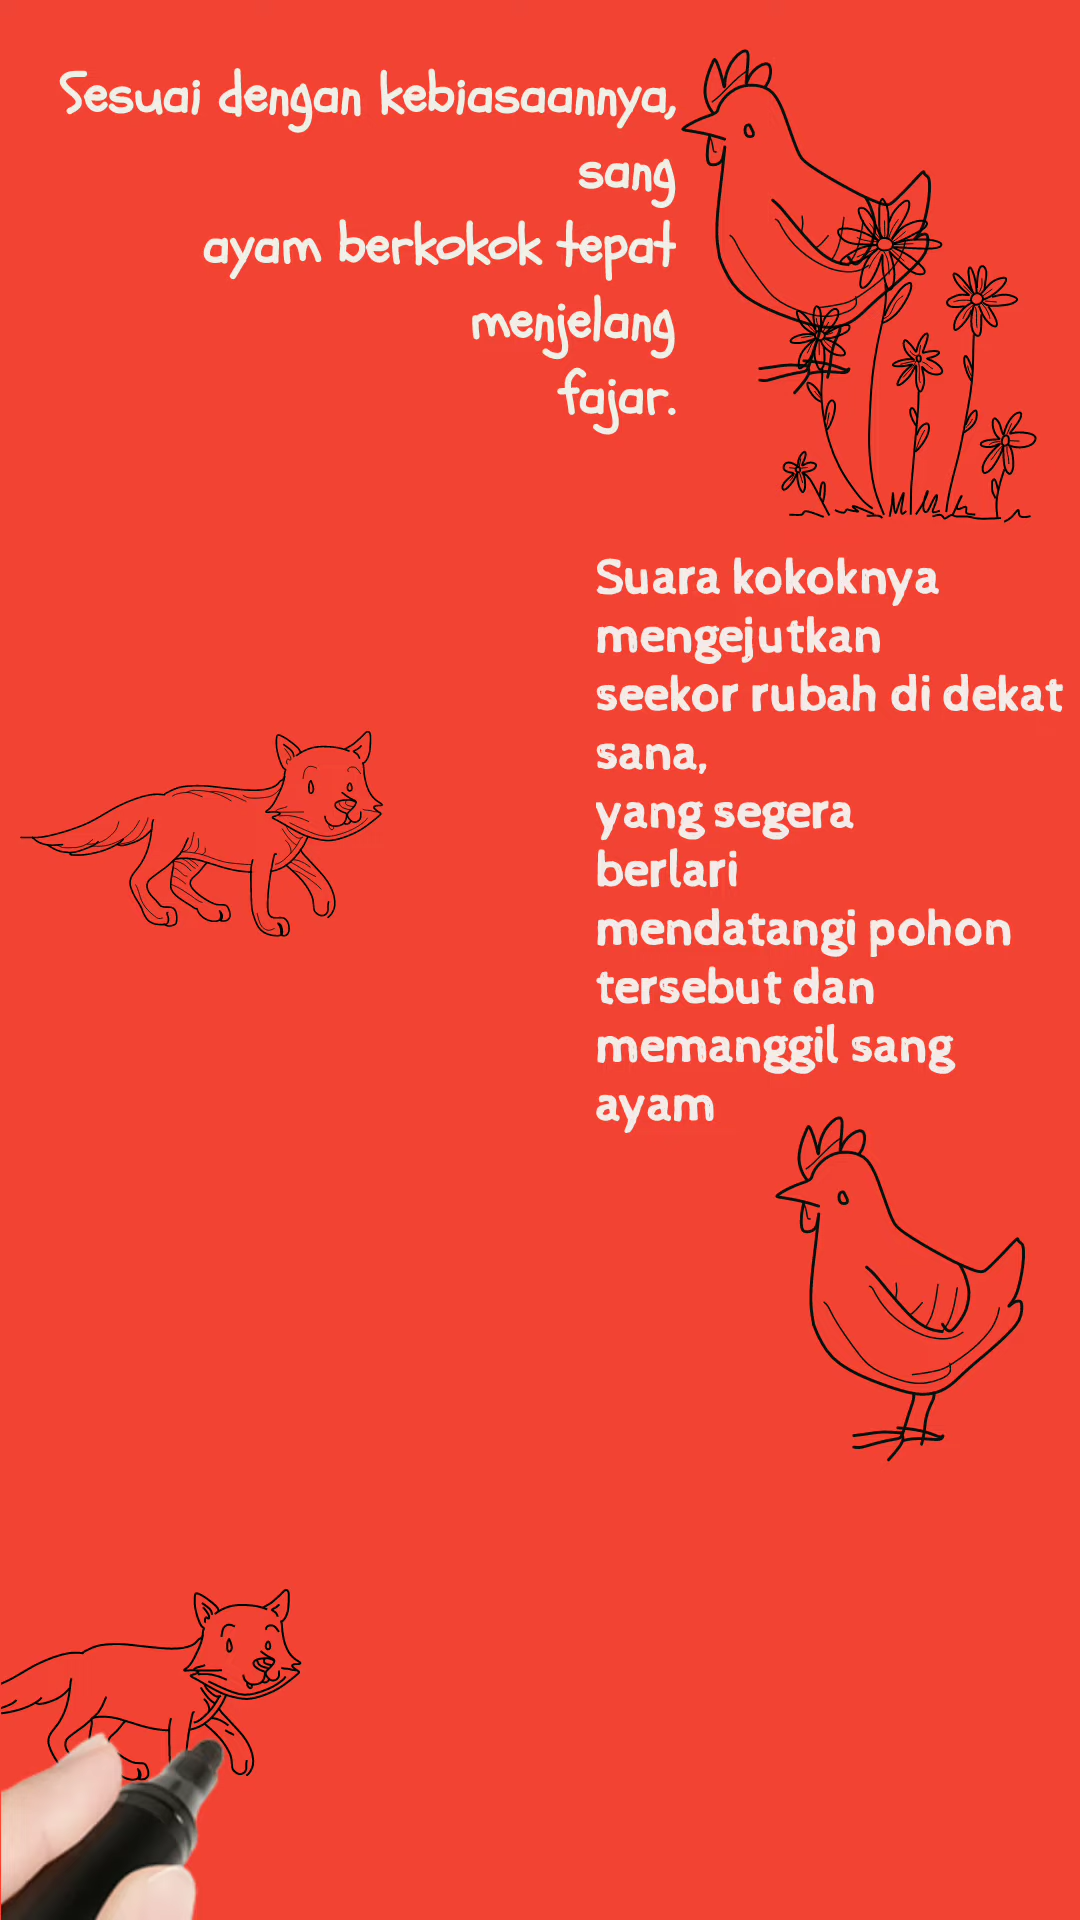 Sesuai dengan kebiasaannya,
sang
ayam berkokok tepat
menjelang
fajar.
Suara kokoknya
mengejutkan
seekor rubah di dekat
sana,
yang segera
berlari
mendatangi pohon
tersebut dan
memanggil sang
ayam